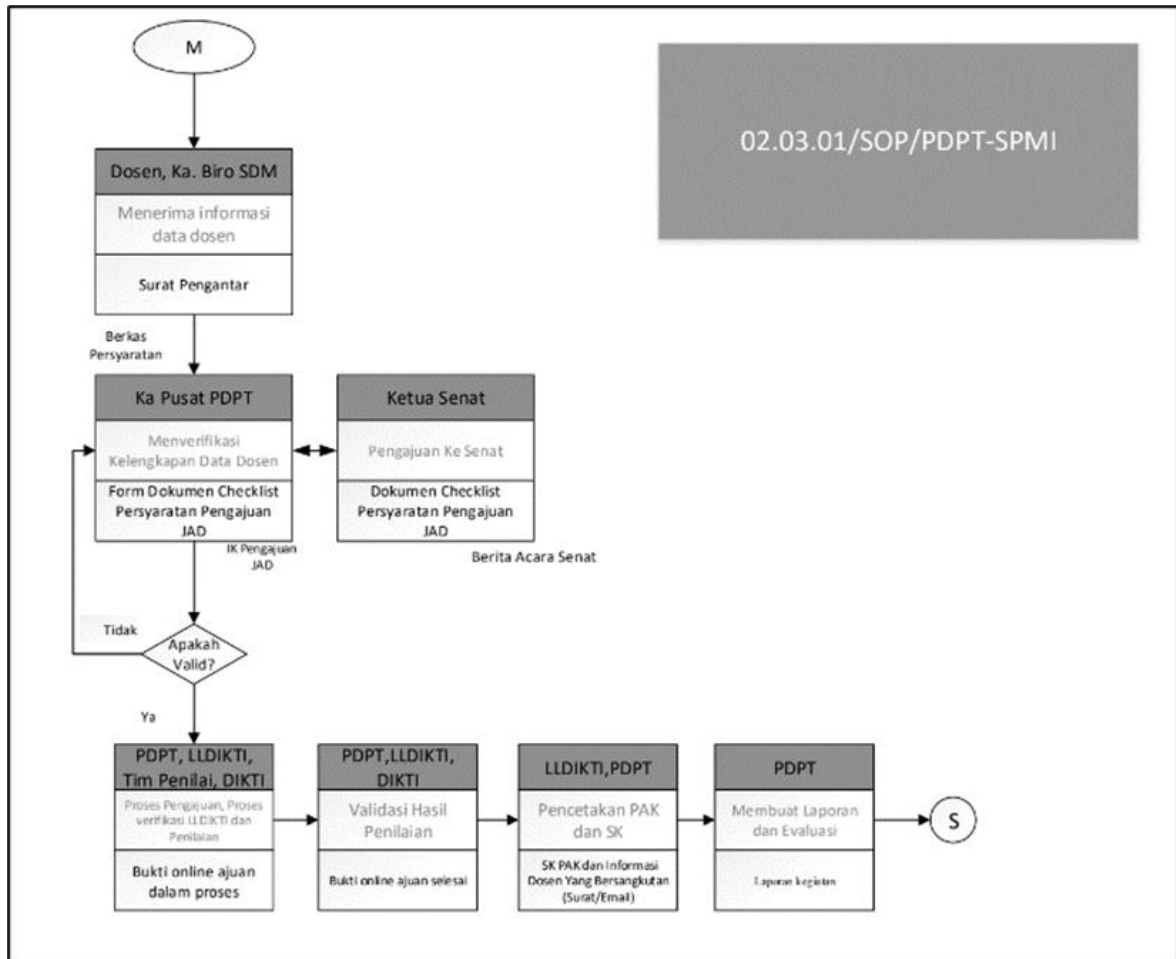 M
02.03.01/SOP/PDPT-SPMI
Dosen, Ka. Biro SDM
Menerima informasi
data dosen
Surat Pengantar
Berkas
Persyaratan
Ka Pusat PDPT
Menverifikasi
Kelengkapan Data Dosen
Form Dokumen Checklist
Persyaratan Pengajuan
JAD
IK Pengajuan
JAD
Ketua Senat
Pengajuan Ke Senat
Dokumen Checklist
Persyaratan Pengajuan
JAD
Berita Acara Senat
Tidak
Apakah
Valid?
Ya
PDPT, LLDIKTI,
Tim Penilai, DIKTI
Proses Pengajuan, Proses
verifikasi LLDIKTI dan
Penilaian
Bukti online ajuan
dalam proses
PDPT,LLDIKTI,
DIKTI
Validasi Hasil
Penilaian
Bukti online ajuan selesai
LLDIKTI,PDPT
Pencetakan PAK
dan SK
SK PAK dan Informasi
Dosen Yang Bersangkutan
(Surat/Email)
PDPT
Membuat Laporan
dan Evaluasi
Laporan kegiatan
S